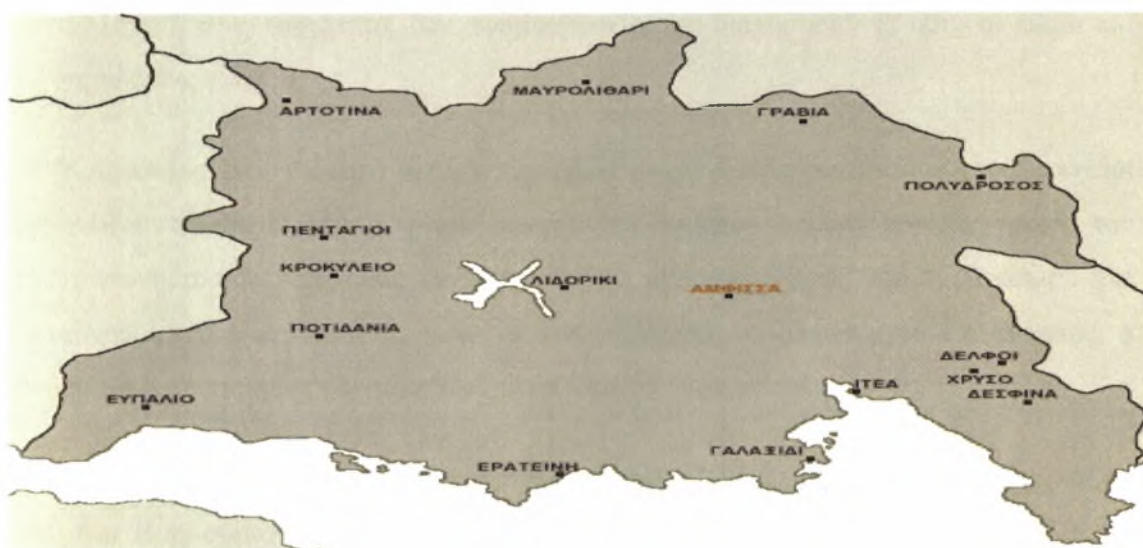 ΜΑΥΡΟΛΙΘΑΡΙ
ΑΡΤΟΤΙΝΑ
ΓΡΑΒΙΑ
ΠΟΛΥΔΡΟΣΟΣ
ΠΕΝΤΑΓΙΟΙ
ΚΡΟΚΥΛΕΙΟ
ΛΙΔΟΡΙΚΙ
ΑΜΦΙΣΣΑ
ΠΟΤΙΔΑΝΙΑ
ΔΕΛΦΟΙ
ΧΡΥΣΟ
ΙΤΕΑ
ΔΕΣΦΙΝΑ
ΕΥΠΑΛΙΟ
ΓΑΛΑΞΙΔΙ
ΕΡΑΤΕΙΝΗ